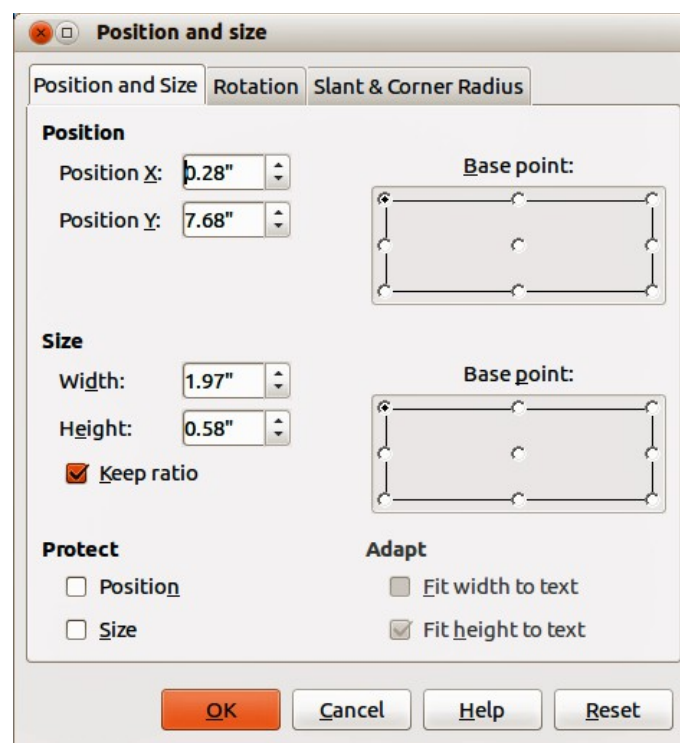 Position and size
Position and Size Rotation Slant & Corner Radius
Position
Position X: 0.28"
Base point:
Position Y: 7.68"
Size
Width: 1.97"
Base point:
Height: 0.58"
Keep ratio
Protect
Adapt
Position
Fit width to text
Size
Fit height to text
OK Cancel Help Reset